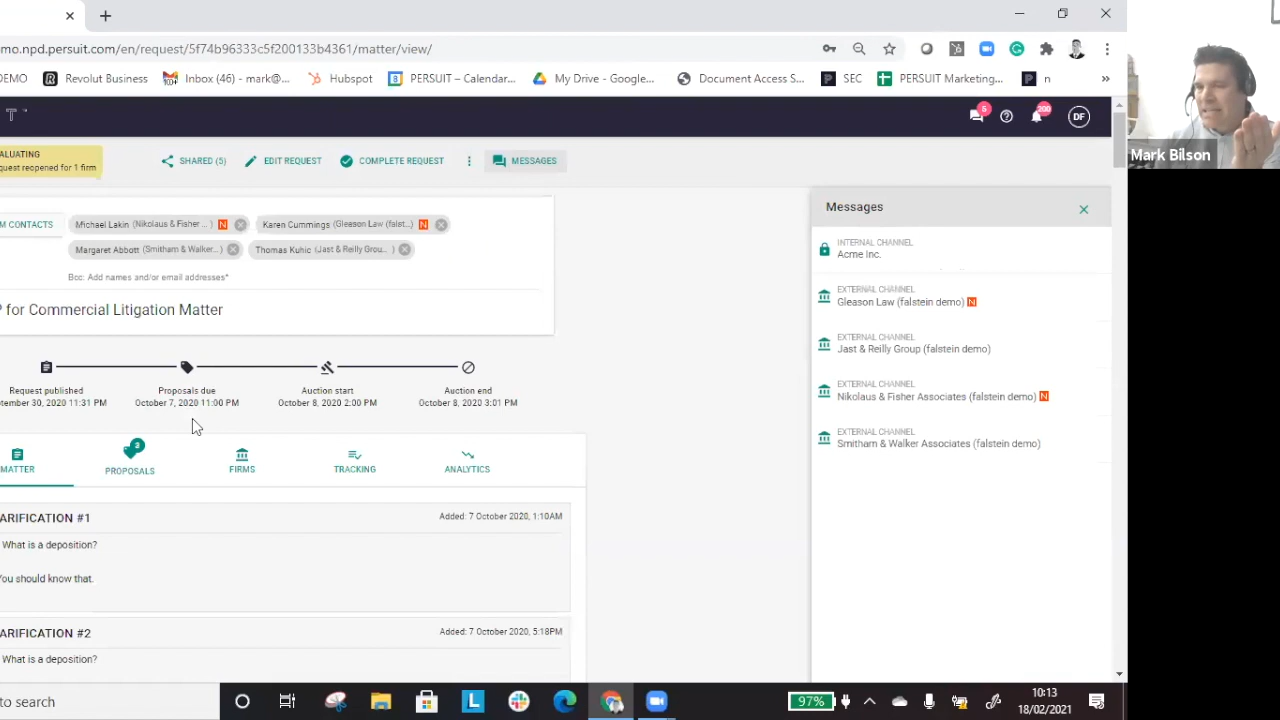 mo.npd.persuit.com/en/request/5f74b96333c5f200133b4361/matter/view/
DEMO
Revolut Business
Inbox (46) - mark@...
Hubspot
PERSUIT – Calendar...
My Drive - Google...
Document Access S...
SEC
PERSUIT Marketing...
n
»
T
5
200
DF
ALUATING
quest reopened for 1 firm
SHARED (5)
EDIT REQUEST
COMPLETE REQUEST
MESSAGES
Mark Bilson
M CONTACTS
Michael Lakin (Nikolaus & Fisher ... )
N
Karen Cummings (Gleason Law (falst...)
N
Margaret Abbott (Smitham & Walker...)
Thomas Kuhic (Jast & Reilly Grou... )
Bcc: Add names and/or email addresses*
P for Commercial Litigation Matter
Request published
tember 30, 2020 11:31 PM
Proposals due
October 7, 2020 11:00 PM
Auction start
October 8, 2020 2:00 PM
Auction end
October 8, 2020 3:01 PM
MATTER
3
PROPOSALS
FIRMS
TRACKING
ANALYTICS
ARIFICATION #1
Added: 7 October 2020, 1:10AM
What is a deposition?
You should know that.
ARIFICATION #2
Added: 7 October 2020, 5:18PM
What is a deposition?
Messages
INTERNAL CHANNEL
Acme Inc.
EXTERNAL CHANNEL
Gleason Law (falstein demo) N
EXTERNAL CHANNEL
Jast & Reilly Group (falstein demo)
EXTERNAL CHANNEL
Nikolaus & Fisher Associates (falstein demo) N
EXTERNAL CHANNEL
Smitham & Walker Associates (falstein demo)
to search
L
97%
10:13
18/02/2021